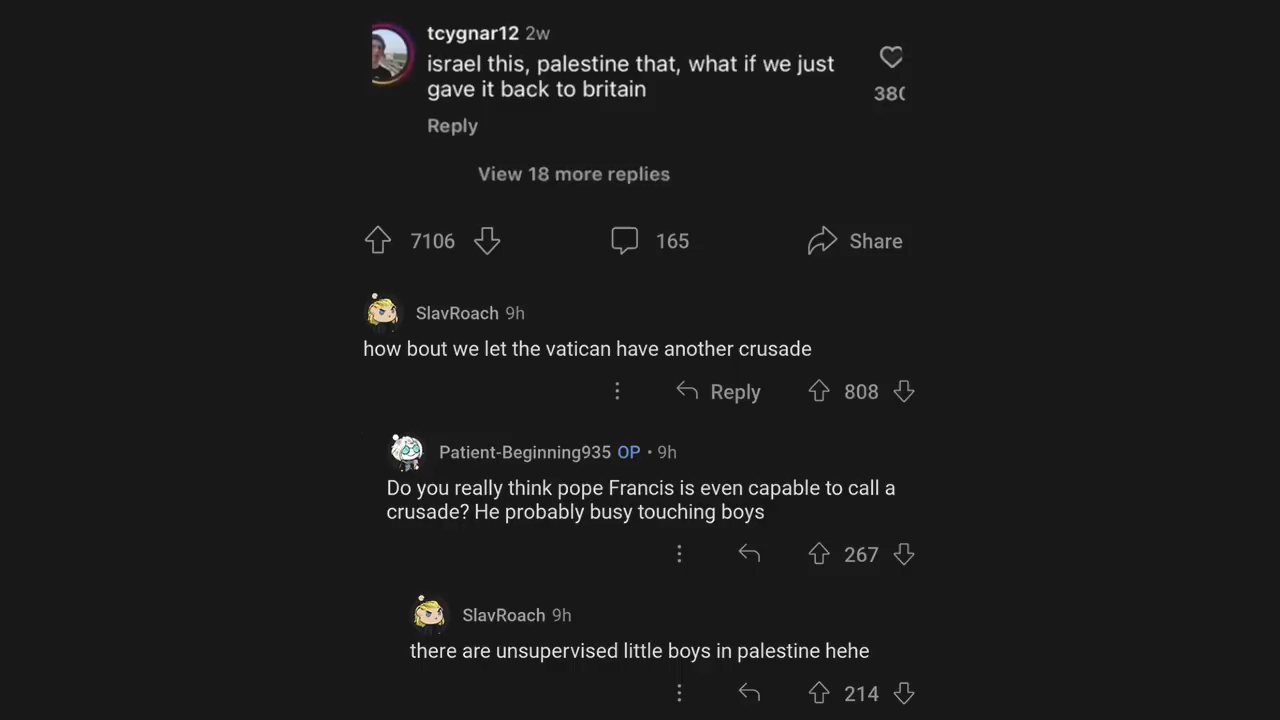 tcygnar12 2w
israel this, palestine that, what if we just
gave it back to britain
380
Reply
View 18 more replies
7106 165 Share
SlavRoach 9h
how bout we let the vatican have another crusade
Reply 808
Patient-Beginning935 OP • 9h
Do you really think pope Francis is even capable to call a
crusade? He probably busy touching boys
267
SlavRoach 9h
there are unsupervised little boys in palestine hehe
214